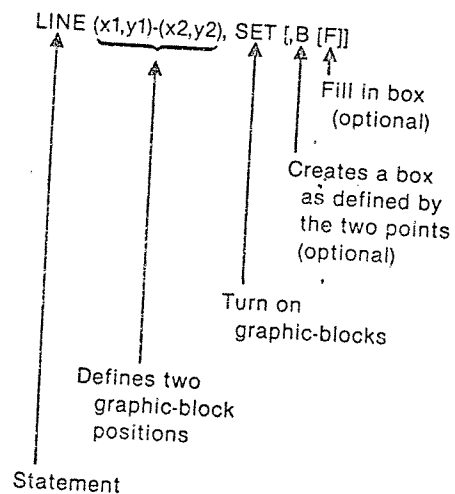 LINE (x1,y1)-(x2,y2), SET [,B [F]]
Fill in box
(optional)
Creates a box
as defined by
the two points
(optional)
Turn on
graphic-blocks
Defines two
graphic-block
positions
Statement